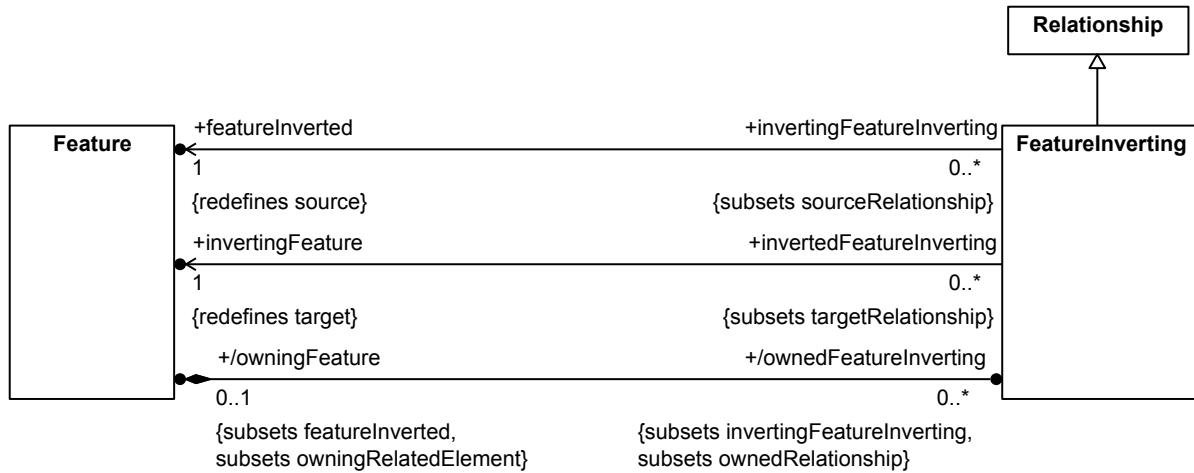 Relationship
+featureInverted
+invertingFeatureInverting
Feature
FeatureInverting
1
0..*
{redefines source}
{subsets sourceRelationship}
+invertingFeature
+invertedFeatureInverting
1
0..*
{redefines target}
{subsets targetRelationship}
+/owningFeature
+/ownedFeatureInverting
0..1
0..*
{subsets featureInverted,
subsets owningRelatedElement}
{subsets invertingFeatureInverting,
subsets ownedRelationship}